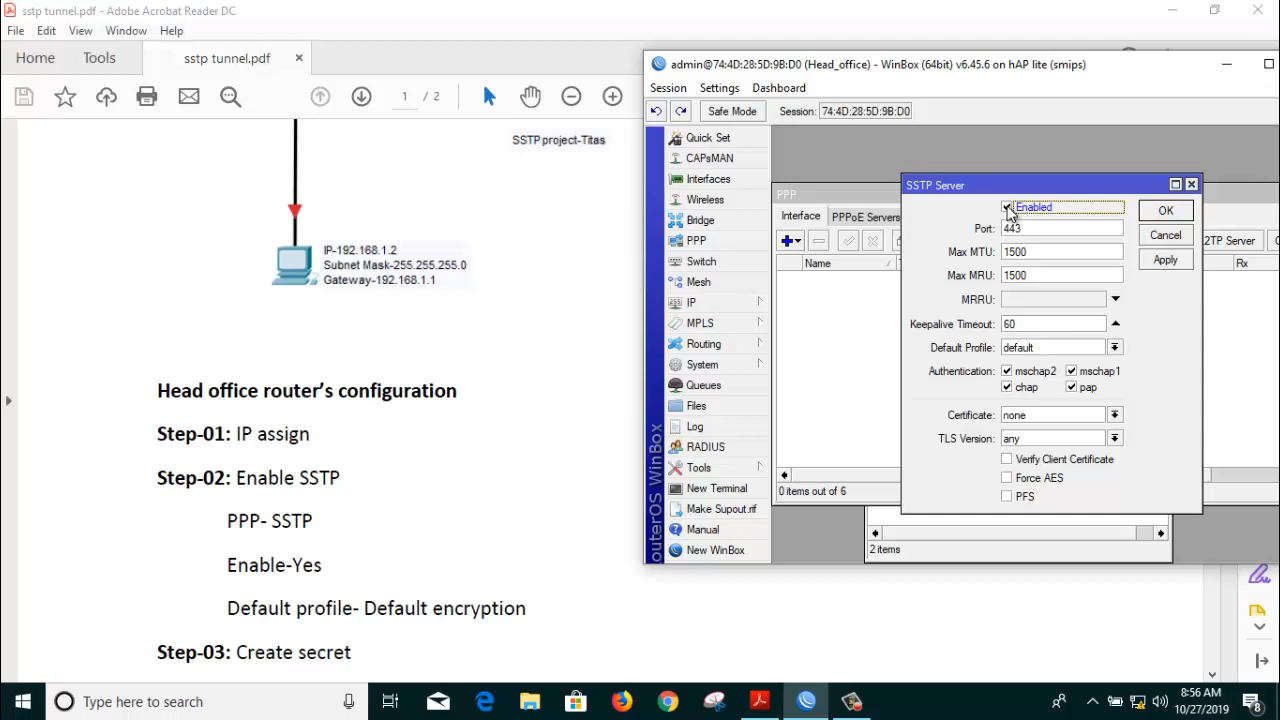 sstp tunnel.pdf - Adobe Acrobat Reader DC
File Edit View Window Help
Home Tools sstp tunnel.pdf ×
1 / 2
SSTP project-Titas
IP-192.168.1.2
Subnet Mask-255.255.255.0
Gateway-192.168.1.1
Head office router's configuration
Step-01: IP assign
Step-02: Enable SSTP
PPP- SSTP
Enable-Yes
Default profile- Default encryption
Step-03: Create secret
admin@74:4D:28:5D:9B:D0 (Head_office) - WinBox (64bit) v6.45.6 on hAP lite (smips)
Session Settings Dashboard
Safe Mode Session: 74:4D:28:5D:9B:D0
Quick Set
CAPsMAN
Interfaces
Wireless
Bridge
PPP
Switch
Mesh
IP
MPLS
Routing
System
Queues
Files
Log
RADIUS
Tools
New Terminal
Make Supout.rif
Manual
New WinBox
outerOS WinBox
PPP
Interface PPPoE Servers
2TP Server
Name
Rx
0 items out of 6
2 items
SSTP Server
Enabled
Port: 443
Max MTU: 1500
Max MRU: 1500
MRRU:
Keepalive Timeout: 60
Default Profile: default
Authentication: mschap2 mschap1
chap pap
Certificate: none
TLS Version: any
Verify Client Certificate
Force AES
PFS
OK
Cancel
Apply
Type here to search
8:56 AM
10/27/2019
8